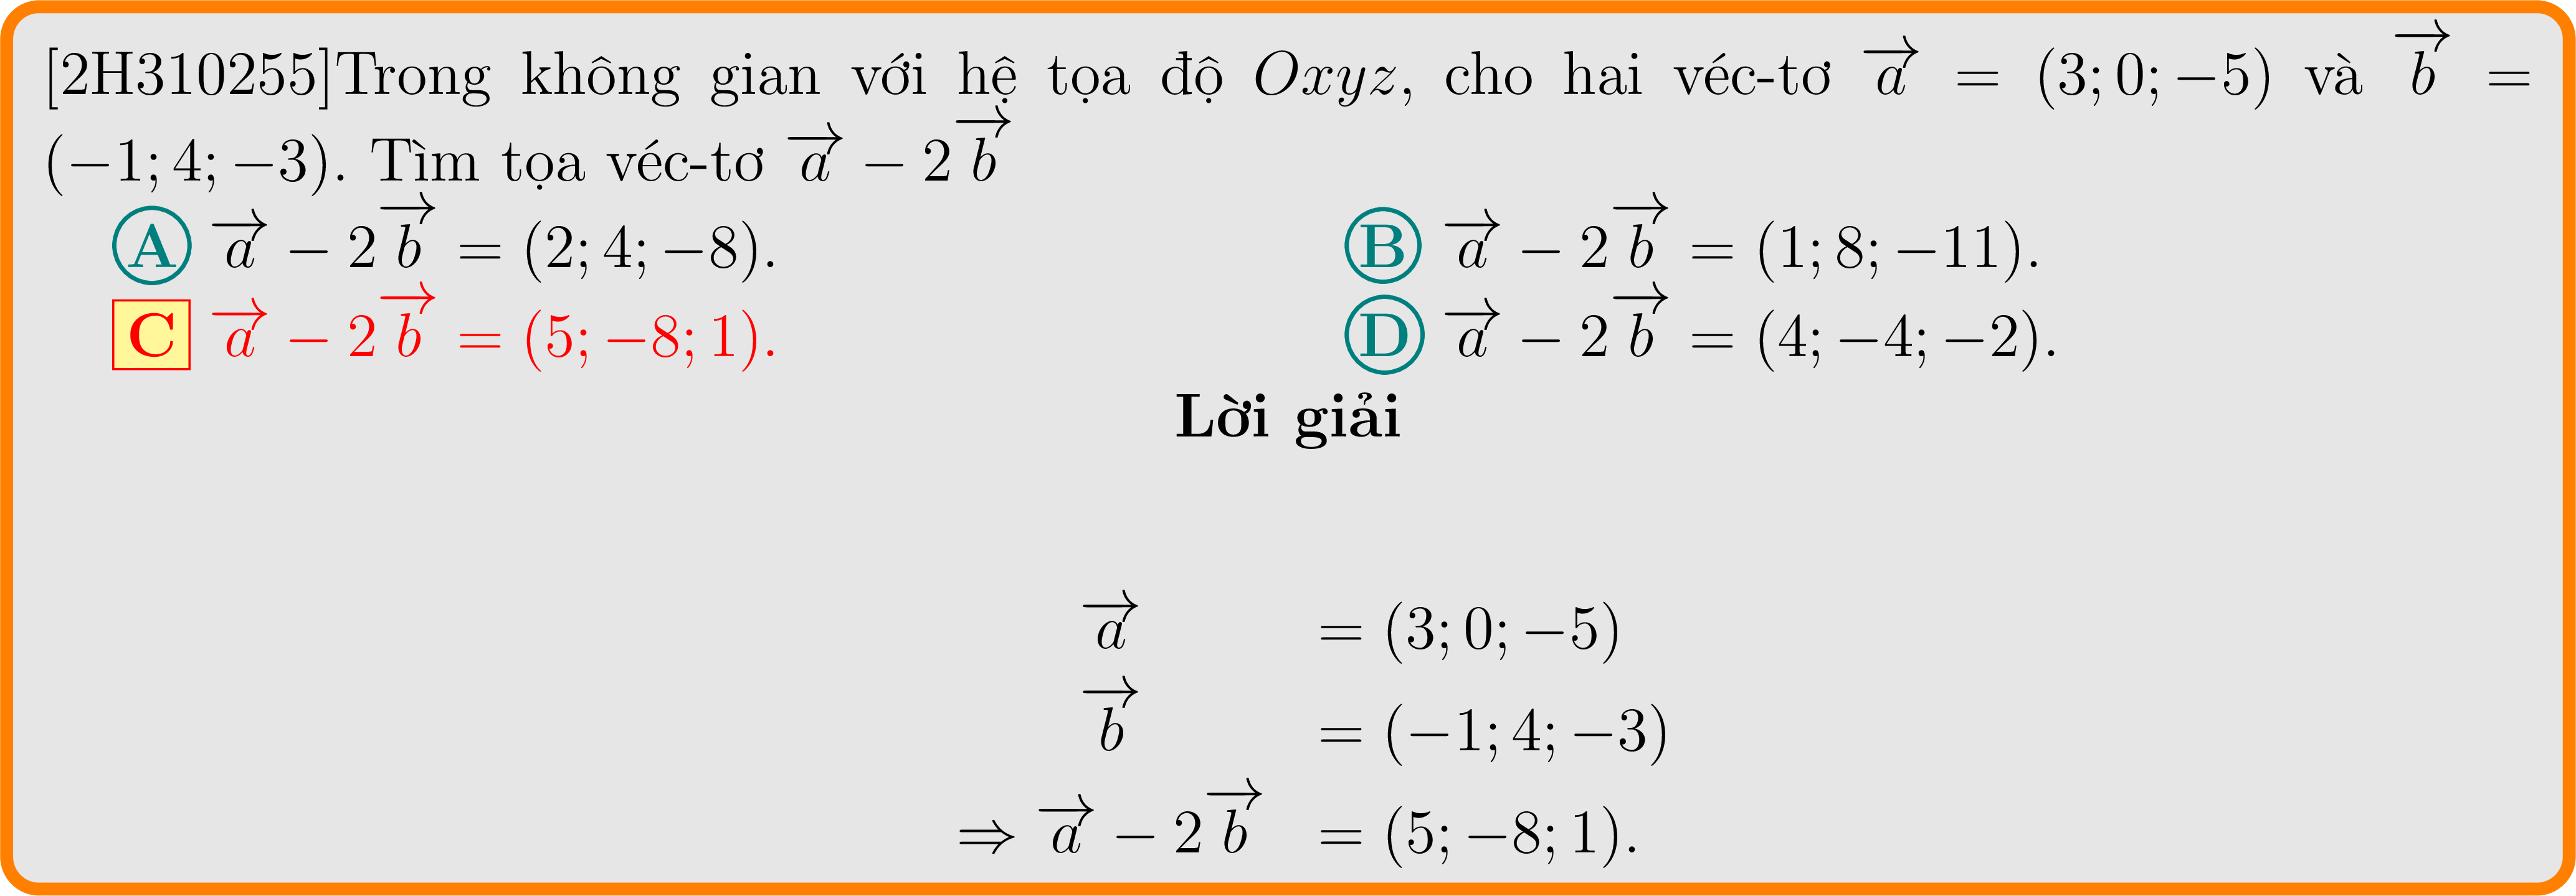 [2H310255]Trong không gian với hệ tọa độ $Oxyz$, cho hai véc-tơ $\overrightarrow{a} = (3; 0; -5)$ và $\overrightarrow{b} =$
$(-1; 4; -3)$. Tìm tọa véc-tơ $\overrightarrow{a} - 2\overrightarrow{b}$
A $\overrightarrow{a} - 2\overrightarrow{b} = (2; 4; -8)$. B $\overrightarrow{a} - 2\overrightarrow{b} = (1; 8; -11)$.
C $\overrightarrow{a} - 2\overrightarrow{b} = (5; -8; 1)$. D $\overrightarrow{a} - 2\overrightarrow{b} = (4; -4; -2)$.
Lời giải
$\overrightarrow{a} = (3; 0; -5)$
$\overrightarrow{b} = (-1; 4; -3)$
$\Rightarrow \overrightarrow{a} - 2\overrightarrow{b} = (5; -8; 1)$.